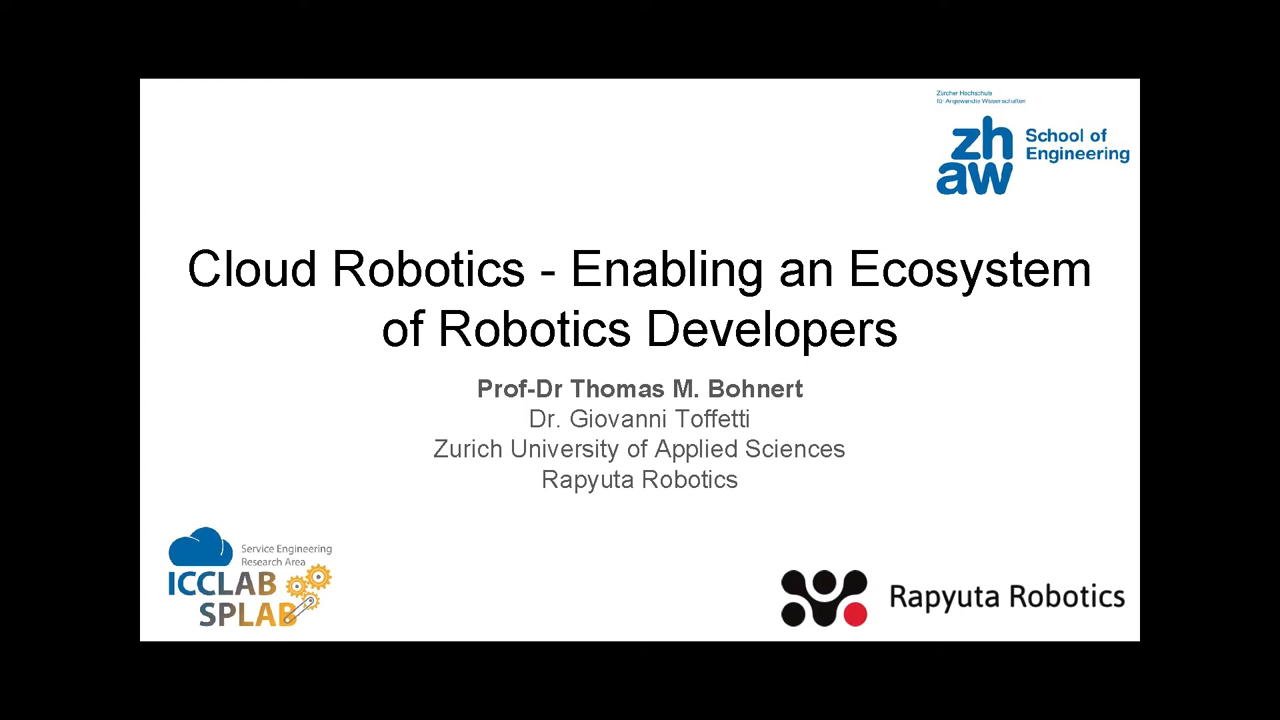 Zürcher Hochschule
für Angewandte Wissenschaften
zh
aw
School of
Engineering
Cloud Robotics - Enabling an Ecosystem
of Robotics Developers
Prof-Dr Thomas M. Bohnert
Dr. Giovanni Toffetti
Zurich University of Applied Sciences
Rapyuta Robotics
Service Engineering
Research Area
ICCLAB
SPLAB
Rapyuta Robotics